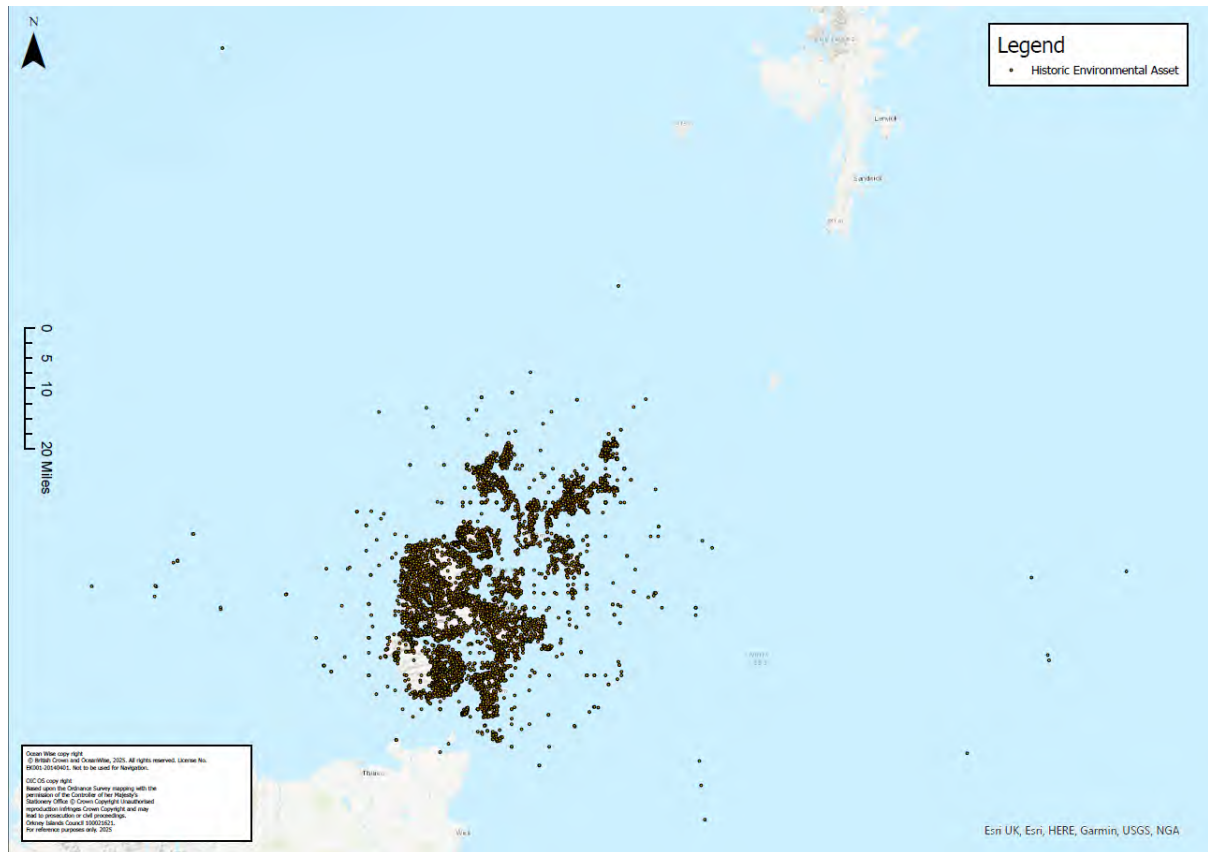 N
Legend
Historic Environmental Asset
Lerwick
Sandwick
0
5
10
20 Miles
Thurso
Wick
Ocean Wise copy right
© British Crown and OceanWise, 2025. All rights reserved. License No.
EK001-20140401. Not to be used for Navigation.
OIC OS copy right
Based upon the Ordnance Survey mapping with the
permission of the Controller of her Majesty's
Stationery Office © Crown Copyright Unauthorised
reproduction infringes Crown Copyright and may
lead to prosecution or civil proceedings.
Orkney Islands Council 100021621.
For reference purposes only. 2025
Esri UK, Esri, HERE, Garmin, USGS, NGA